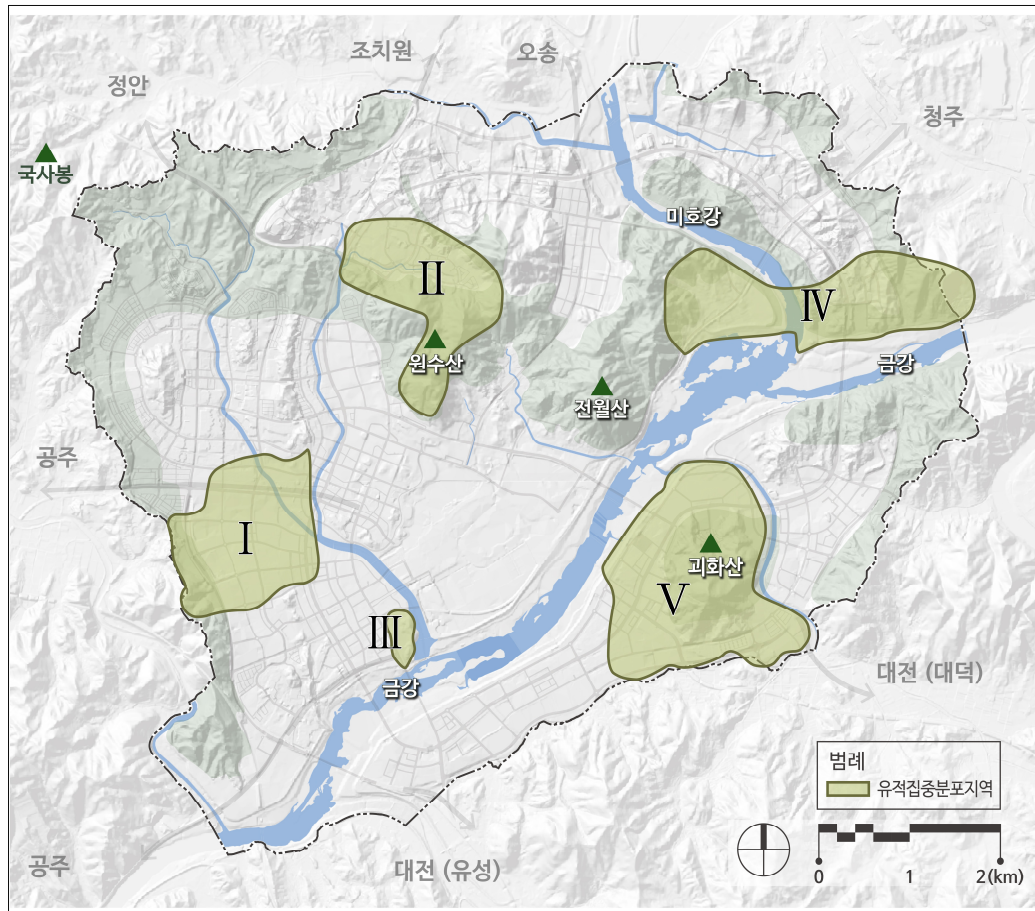 조치원
오송
정안
청주
국사봉
미호강
Ⅱ
Ⅳ
원수산
금강
전월산
공주
Ⅰ
괴화산
Ⅴ
Ⅲ
금강
대전 (대덕)
범례
유적집중분포지역
공주
대전 (유성)
0 1 2(km)